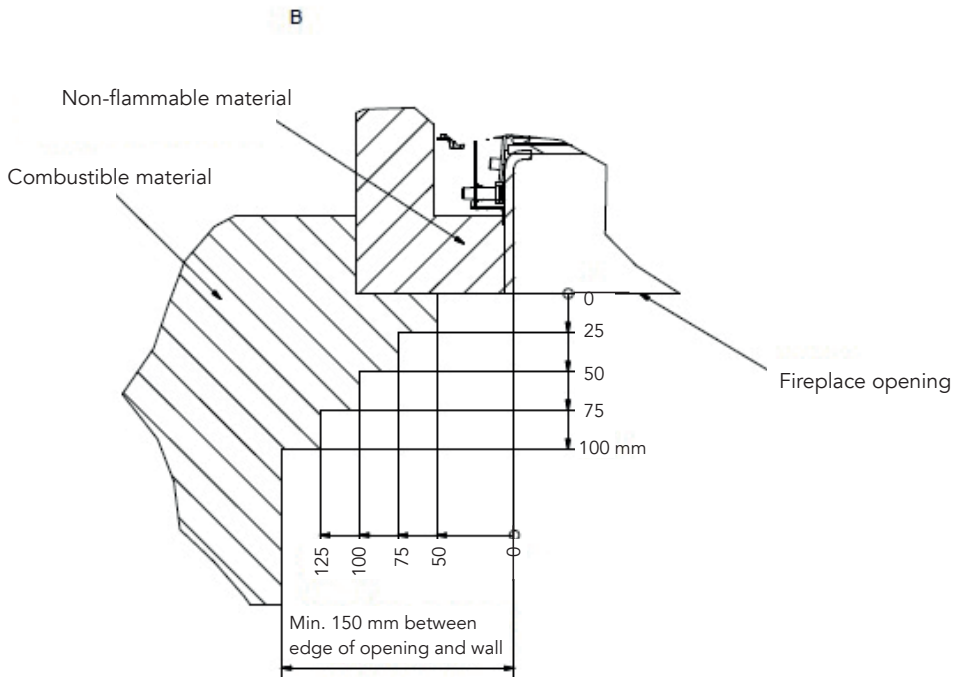 B
Non-flammable material
Combustible material
0
25
50
75
100 mm
Fireplace opening
125
100
75
50
0
Min. 150 mm between
edge of opening and wall